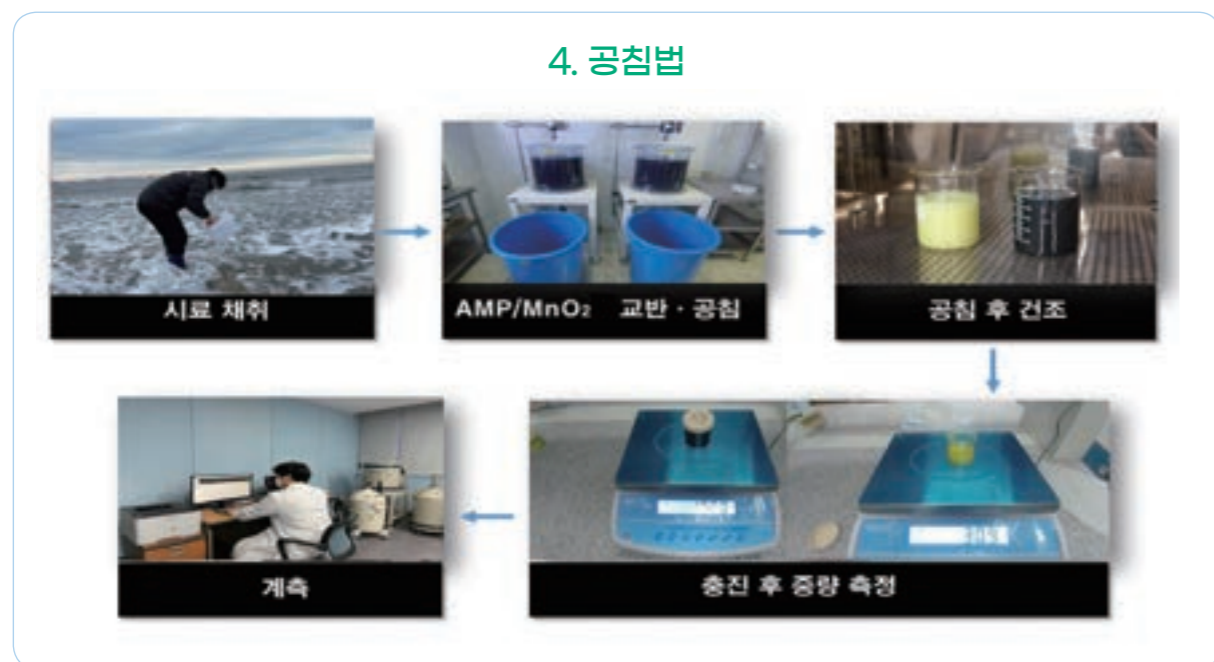 4. 공침법
시료 채취
AMP/MnO₂ 교반 · 공침
공침 후 건조
계측
충진 후 중량 측정